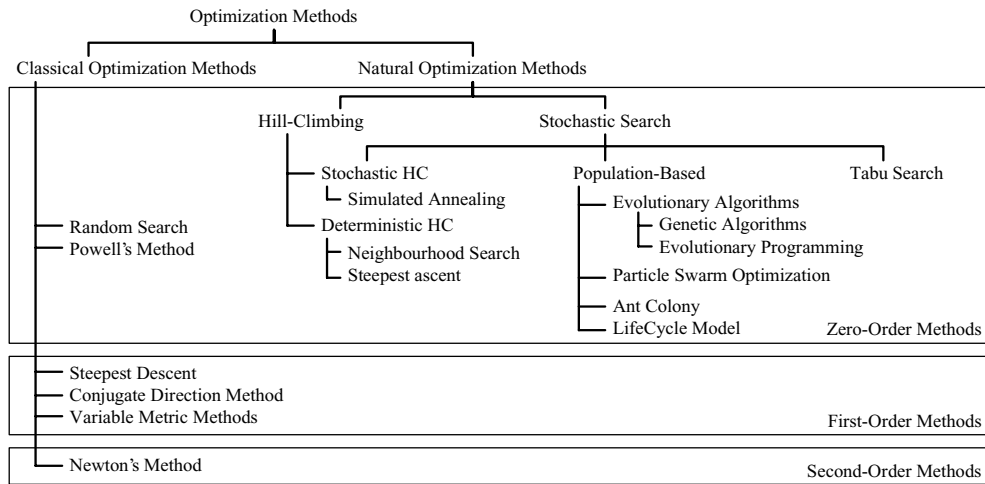 Optimization Methods
Classical Optimization Methods
Natural Optimization Methods
Hill-Climbing
Stochastic Search
Stochastic HC
Population-Based
Tabu Search
Simulated Annealing
Evolutionary Algorithms
Random Search
Deterministic HC
Genetic Algorithms
Powell's Method
Neighbourhood Search
Evolutionary Programming
Steepest ascent
Particle Swarm Optimization
Ant Colony
LifeCycle Model
Zero-Order Methods
Steepest Descent
Conjugate Direction Method
Variable Metric Methods
First-Order Methods
Newton's Method
Second-Order Methods